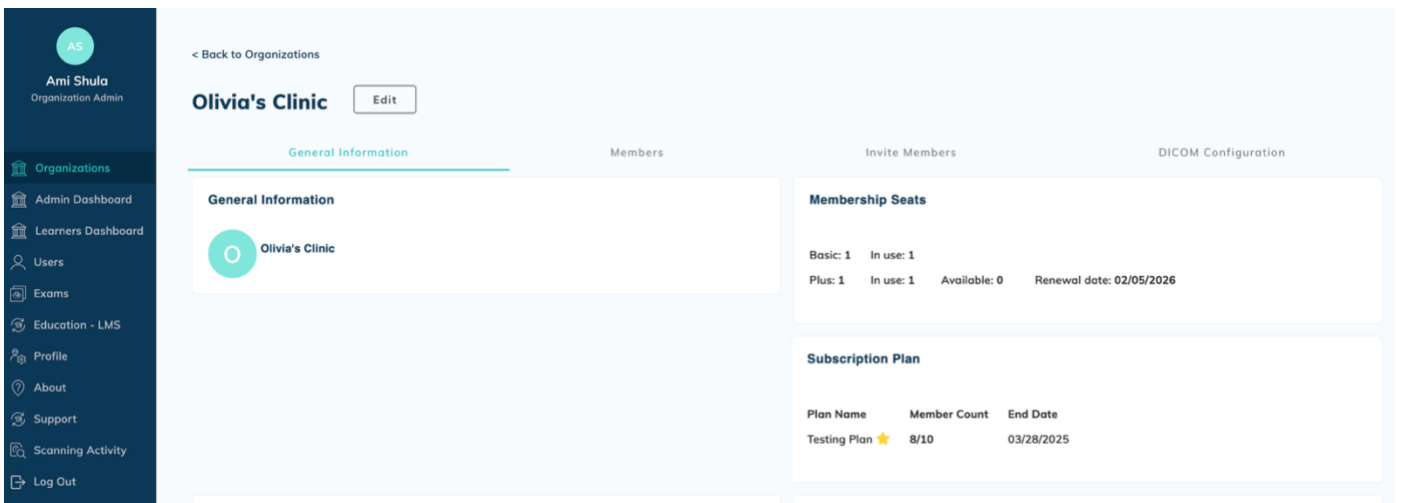 AS
Ami Shula
Organization Admin
Organizations
Admin Dashboard
Learners Dashboard
Users
Exams
Education - LMS
Profile
About
Support
Scanning Activity
Log Out
< Back to Organizations
Olivia's Clinic Edit
General Information Members Invite Members DICOM Configuration
General Information
O Olivia's Clinic
Membership Seats
Basic: 1 In use: 1
Plus: 1 In use: 1 Available: 0 Renewal date: 02/05/2026
Subscription Plan
Plan Name Member Count End Date
Testing Plan 8/10 03/28/2025